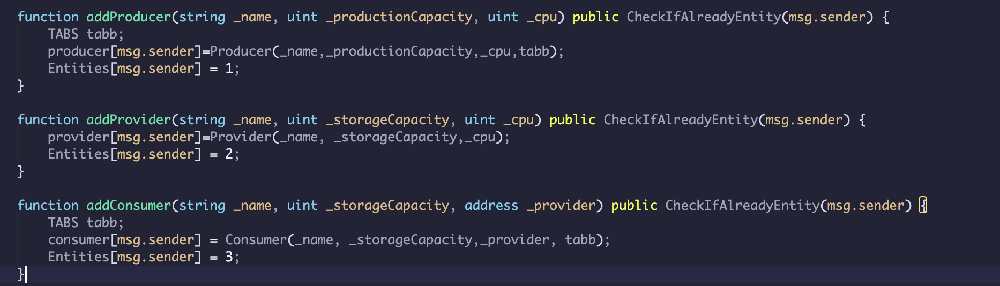 function addProducer(string _name, uint _productionCapacity, uint _cpu) public CheckIfAlreadyEntity(msg.sender) {
    TABS tabb;
    producer[msg.sender]=Producer(_name,_productionCapacity,_cpu,tabb);
    Entities[msg.sender] = 1;
}

function addProvider(string _name, uint _storageCapacity, uint _cpu) public CheckIfAlreadyEntity(msg.sender) {
    provider[msg.sender]=Provider(_name, _storageCapacity,_cpu);
    Entities[msg.sender] = 2;
}

function addConsumer(string _name, uint _storageCapacity, address _provider) public CheckIfAlreadyEntity(msg.sender) {
    TABS tabb;
    consumer[msg.sender] = Consumer(_name, _storageCapacity,_provider, tabb);
    Entities[msg.sender] = 3;
}